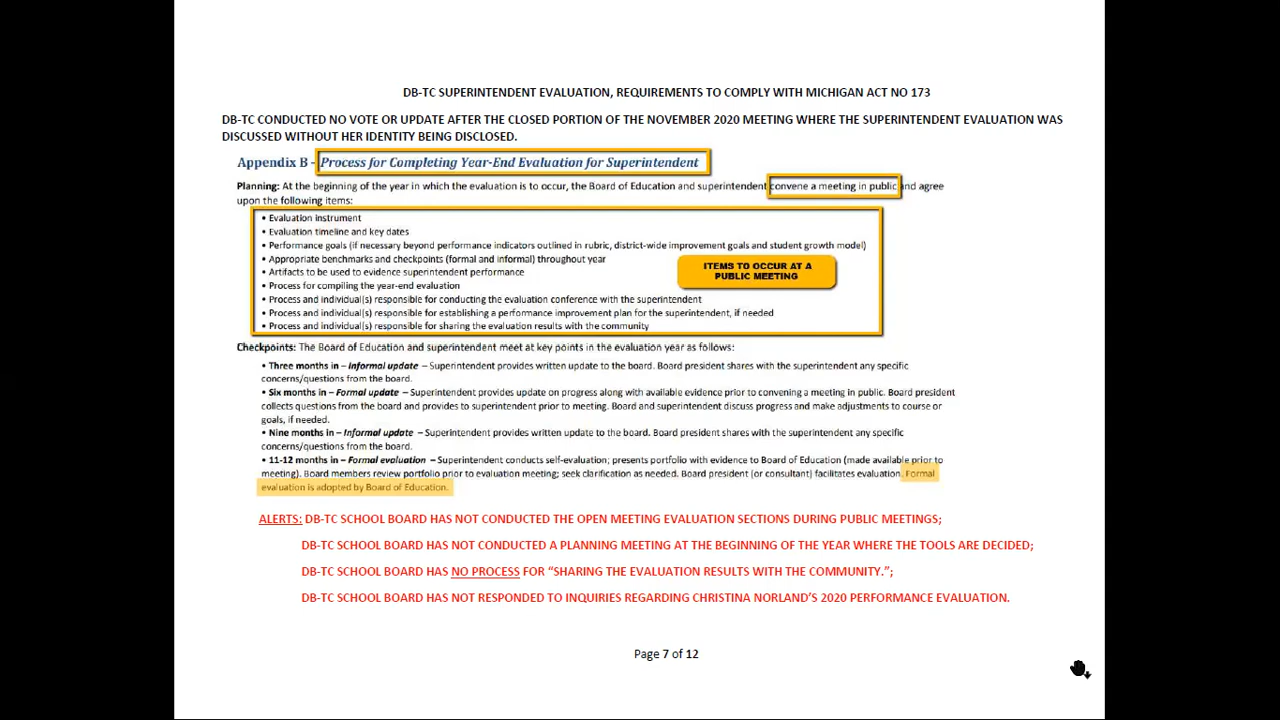 DB-TC SUPERINTENDENT EVALUATION, REQUIREMENTS TO COMPLY WITH MICHIGAN ACT NO 173
DB-TC CONDUCTED NO VOTE OR UPDATE AFTER THE CLOSED PORTION OF THE NOVEMBER 2020 MEETING WHERE THE SUPERINTENDENT EVALUATION WAS
DISCUSSED WITHOUT HER IDENTITY BEING DISCLOSED.
Appendix B - Process for Completing Year-End Evaluation for Superintendent
Planning: At the beginning of the year in which the evaluation is to occur, the Board of Education and superintendent convene a meeting in public and agree
upon the following items:
• Evaluation instrument
• Evaluation timeline and key dates
• Performance goals (if necessary beyond performance indicators outlined in rubric, district-wide improvement goals and student growth model)
• Appropriate benchmarks and checkpoints (formal and informal) throughout year
• Artifacts to be used to evidence superintendent performance
• Process for compiling the year-end evaluation
• Process and individual(s) responsible for conducting the evaluation conference with the superintendent
• Process and individual(s) responsible for establishing a performance improvement plan for the superintendent, if needed
• Process and individual(s) responsible for sharing the evaluation results with the community
ITEMS TO OCCUR AT A
PUBLIC MEETING
Checkpoints: The Board of Education and superintendent meet at key points in the evaluation year as follows:
• Three months in – Informal update – Superintendent provides written update to the board. Board president shares with the superintendent any specific
concerns/questions from the board.
• Six months in – Formal update – Superintendent provides update on progress along with available evidence prior to convening a meeting in public. Board president
collects questions from the board and provides to superintendent prior to meeting. Board and superintendent discuss progress and make adjustments to course or
goals, if needed.
• Nine months in – Informal update – Superintendent provides written update to the board. Board president shares with the superintendent any specific
concerns/questions from the board.
• 11-12 months in – Formal evaluation – Superintendent conducts self-evaluation; presents portfolio with evidence to Board of Education (made available prior to
meeting). Board members review portfolio prior to evaluation meeting; seek clarification as needed. Board president (or consultant) facilitates evaluation. Formal
evaluation is adopted by Board of Education.
ALERTS: DB-TC SCHOOL BOARD HAS NOT CONDUCTED THE OPEN MEETING EVALUATION SECTIONS DURING PUBLIC MEETINGS;
DB-TC SCHOOL BOARD HAS NOT CONDUCTED A PLANNING MEETING AT THE BEGINNING OF THE YEAR WHERE THE TOOLS ARE DECIDED;
DB-TC SCHOOL BOARD HAS NO PROCESS FOR “SHARING THE EVALUATION RESULTS WITH THE COMMUNITY.”;
DB-TC SCHOOL BOARD HAS NOT RESPONDED TO INQUIRIES REGARDING CHRISTINA NORLAND’S 2020 PERFORMANCE EVALUATION.
Page 7 of 12